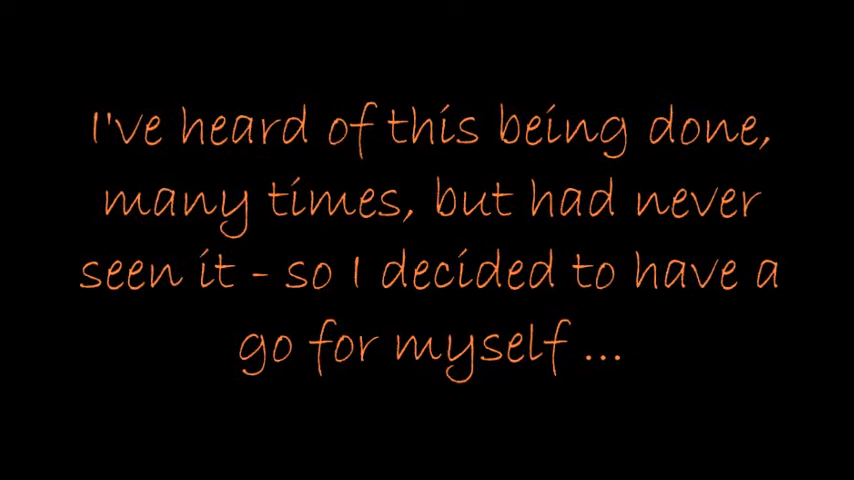 I've heard of this being done,
many times, but had never
seen it - so I decided to have a
go for myself ...